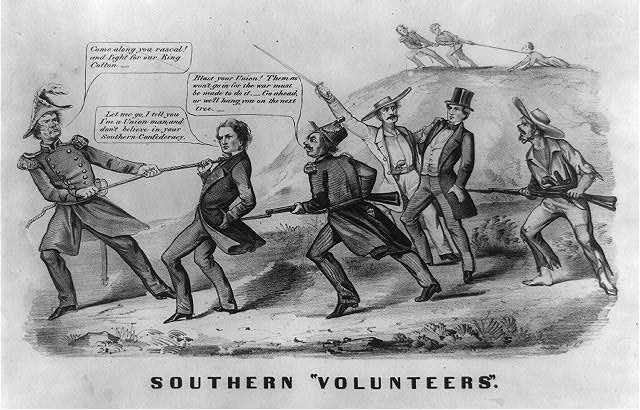 Come along, you rascal!
and fight for our King
Cotton....
Let me go, I tell you
I'm a Union man, and
don't believe in your
Southern Confederacy.
Blast your Union! Them as
won't go in for the war must
be made to do it.... Go ahead,
or we'll hang you on the next
tree....
SOUTHERN "VOLUNTEERS".